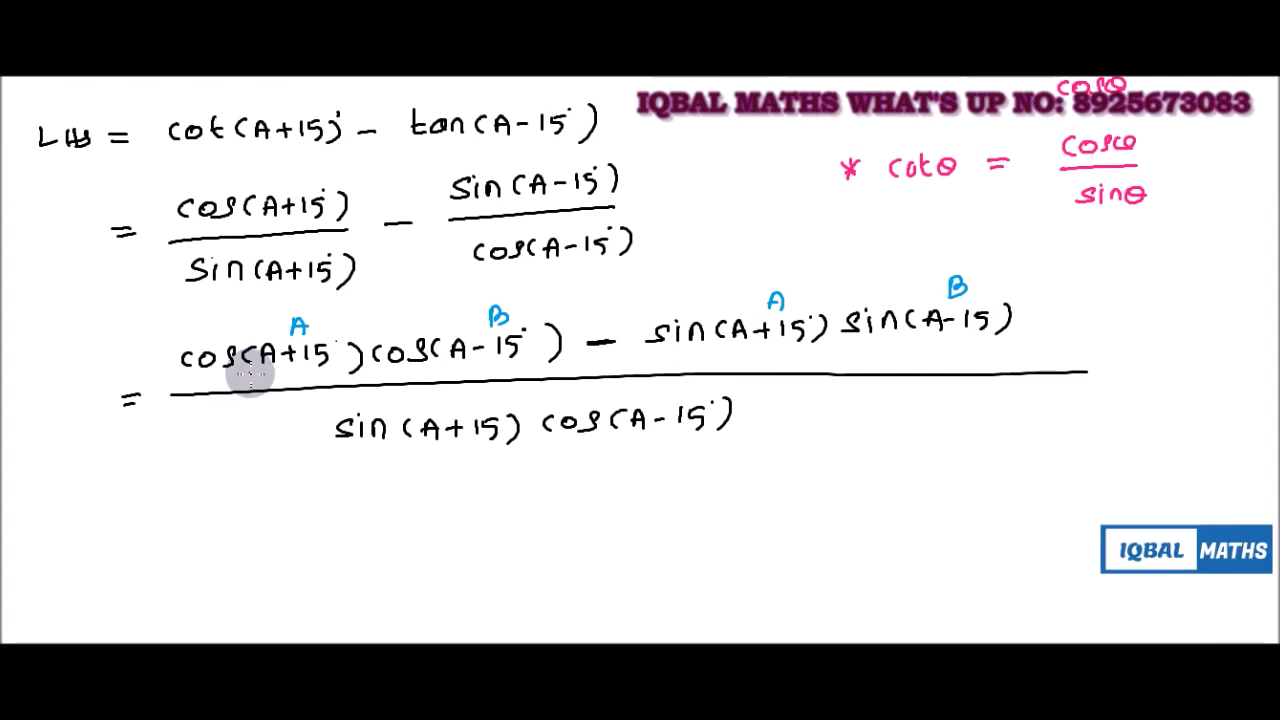 cosθ
IQBAL MATHS WHAT'S UP NO: 8925673083
LHS = cot(A+15°) - tan(A-15°)
* cotθ = cosθ / sinθ
= cos(A+15°) / sin(A+15°) - sin(A-15°) / cos(A-15°)
A B A B
= cos(A+15°)cos(A-15°) - sin(A+15°) sin(A-15)
sin(A+15) cos(A-15°)
IQBAL MATHS